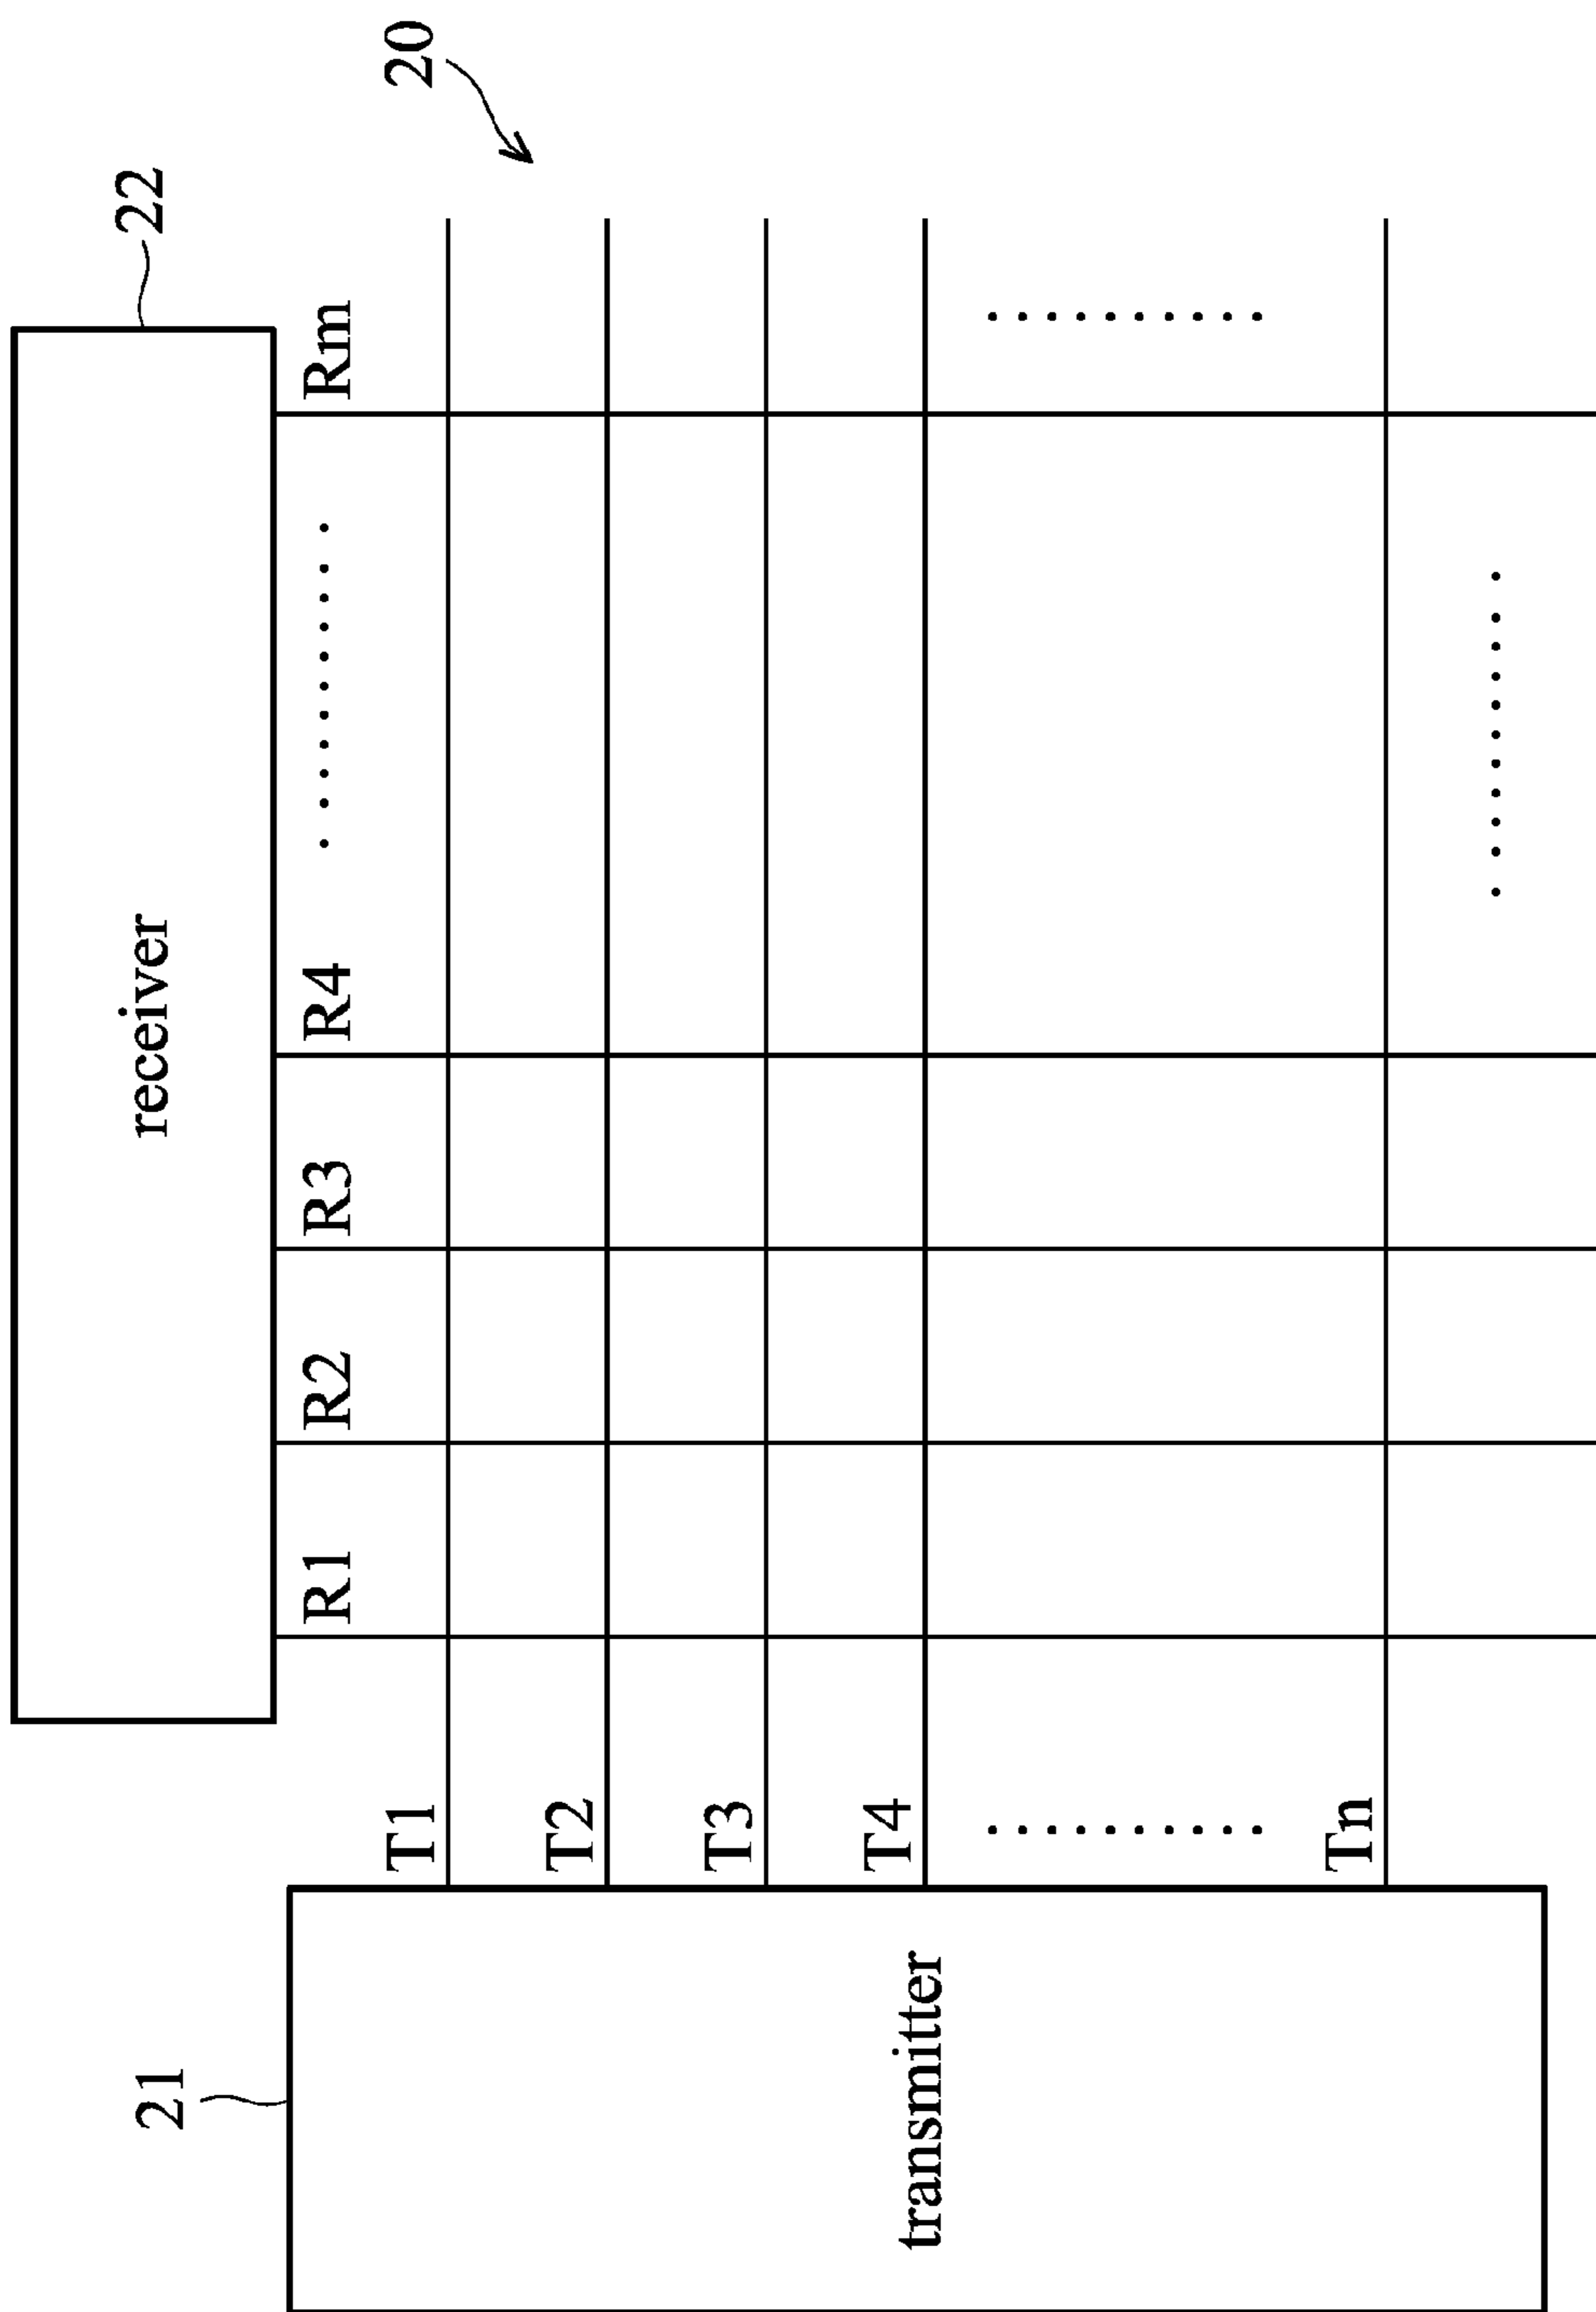 20
22
receiver
R1 R2 R3 R4 .......... Rm
21
transmitter
T1
T2
T3
T4
Tn